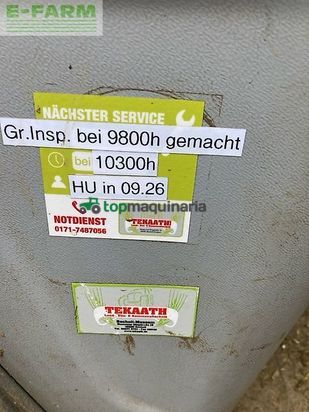 E-FARM
NÄCHSTER SERVICE
Gr.Insp. bei 9800h gemacht
bei 10300h
HU in 09.26
topmaquinaria
NOTDIENST
0171-7487056
TEKAATH
TEKAATH